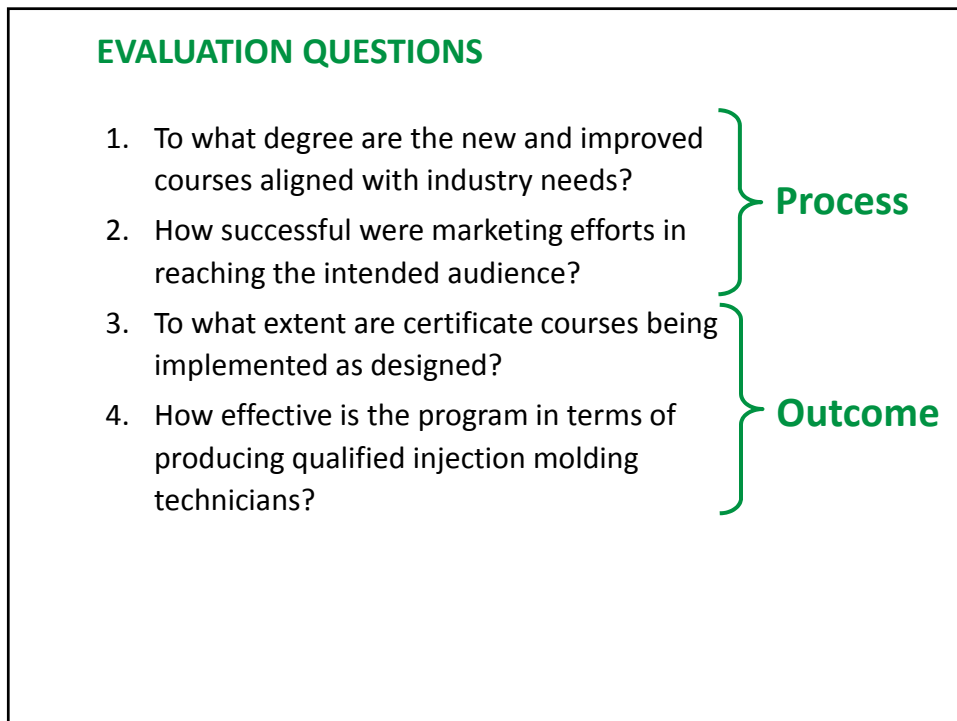 EVALUATION QUESTIONS
1. To what degree are the new and improved
courses aligned with industry needs?
2. How successful were marketing efforts in
reaching the intended audience?
Process
3. To what extent are certificate courses being
implemented as designed?
4. How effective is the program in terms of
producing qualified injection molding
technicians?
Outcome